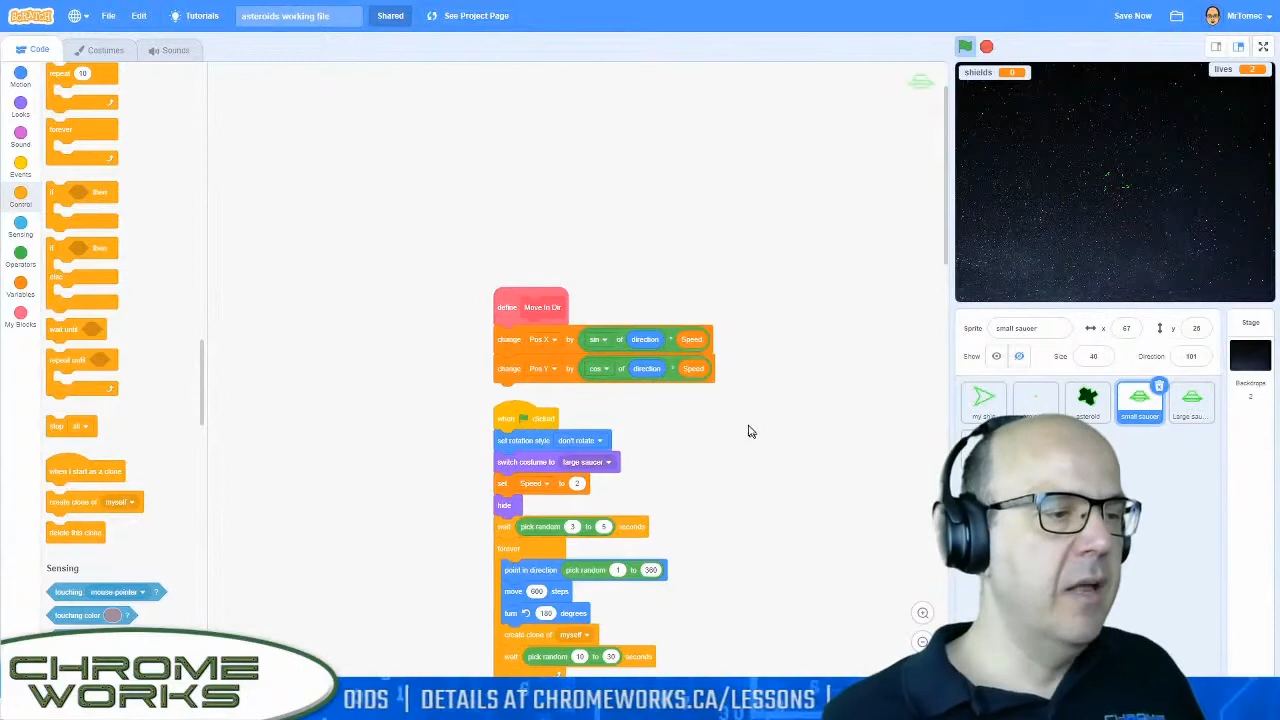 SCRATCH File Edit Tutorials asteroids working file Shared See Project Page Save Now MrTomec
Code Costumes Sounds
Motion
Looks
Sound
Events
Control
Sensing
Operators
Variables
My Blocks
repeat 10
forever
if then
if then
else
wait until
repeat until
stop all
when I start as a clone
create clone of myself
delete this clone
Sensing
touching mouse-pointer ?
touching color ?
define Move In Dir
change Pos X by sin of direction * Speed
change Pos Y by cos of direction * Speed
when clicked
set rotation style don't rotate
switch costume to large saucer
set Speed to 2
hide
wait pick random 3 to 5 seconds
forever
point in direction pick random 1 to 360
move 600 steps
turn 180 degrees
create clone of myself
wait pick random 10 to 30 seconds
shields 0
lives 2
Sprite small saucer x 67 y 26
Show Size 40 Direction 101
my ship
asteroid
small saucer
Large sau...
Stage
Backdrops
2
CHROME
WORKS
OIDS | DETAILS AT CHROMEWORKS.CA/LESSONS
CHROME